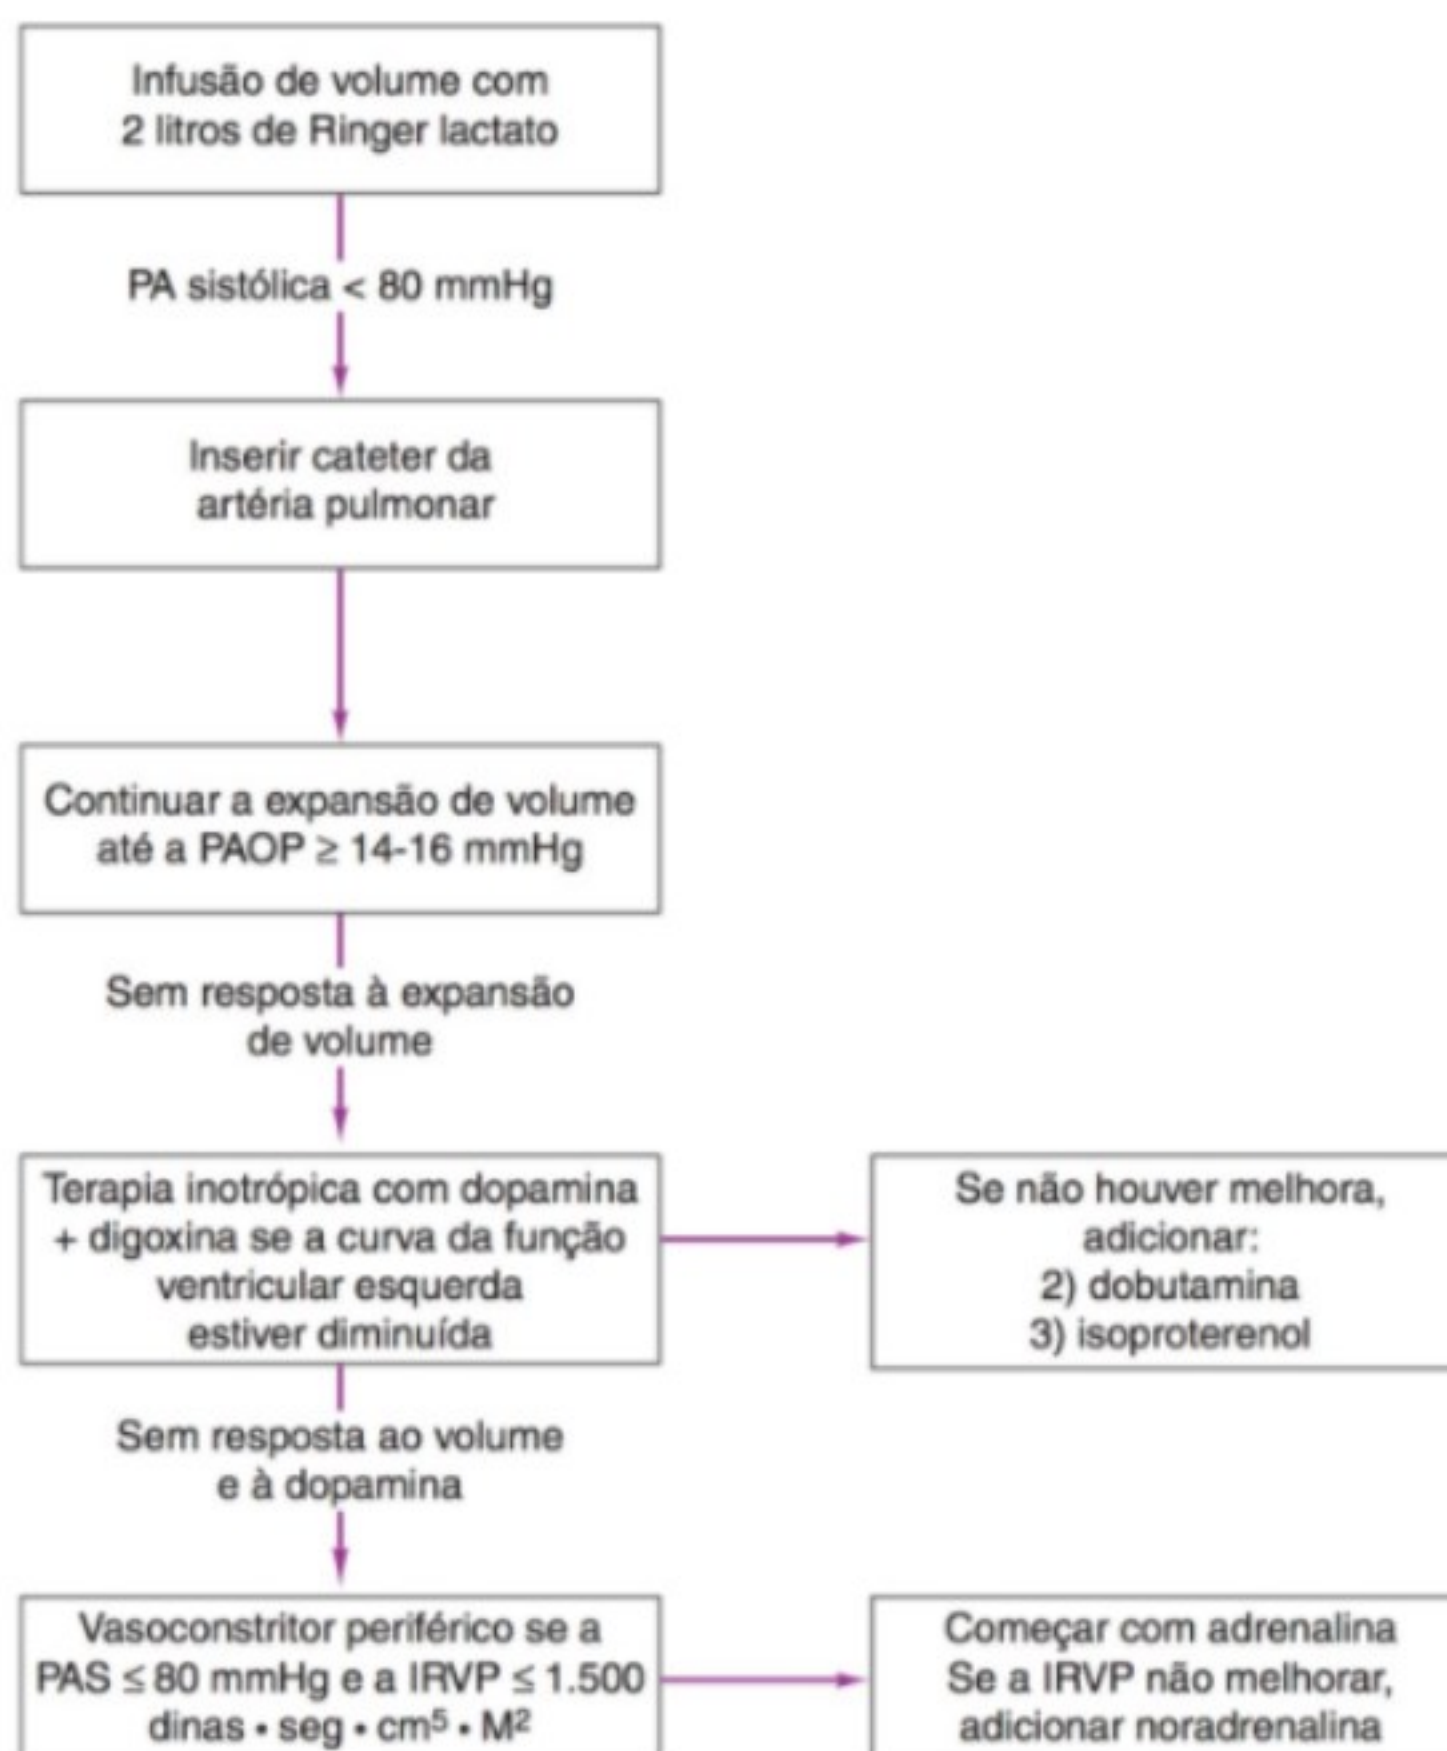 Infusão de volume com
2 litros de Ringer lactato
PA sistólica < 80 mmHg
Inserir cateter da
artéria pulmonar
Continuar a expansão de volume
até a PAOP ≥ 14-16 mmHg
Sem resposta à expansão
de volume
Terapia inotrópica com dopamina
+ digoxina se a curva da função
ventricular esquerda
estiver diminuída
Se não houver melhora,
adicionar:
2) dobutamina
3) isoproterenol
Sem resposta ao volume
e à dopamina
Vasoconstritor periférico se a
PAS ≤ 80 mmHg e a IRVP ≤ 1.500
dinas • seg • cm⁵ • M²
Começar com adrenalina
Se a IRVP não melhorar,
adicionar noradrenalina